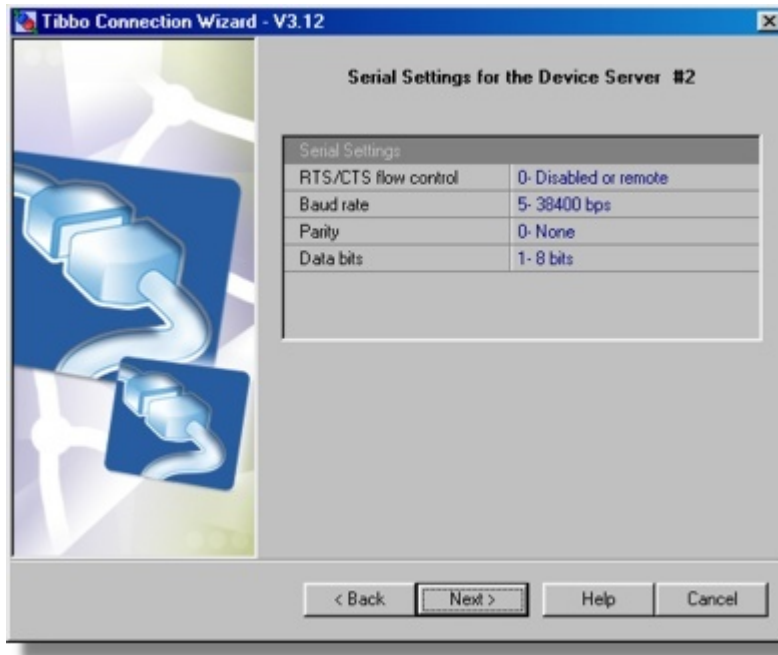 Tibbo Connection Wizard - V3.12
Serial Settings for the Device Server #2
Serial Settings
RTS/CTS flow control 0- Disabled or remote
Baud rate 5- 38400 bps
Parity 0- None
Data bits 1- 8 bits
< Back Next > Help Cancel